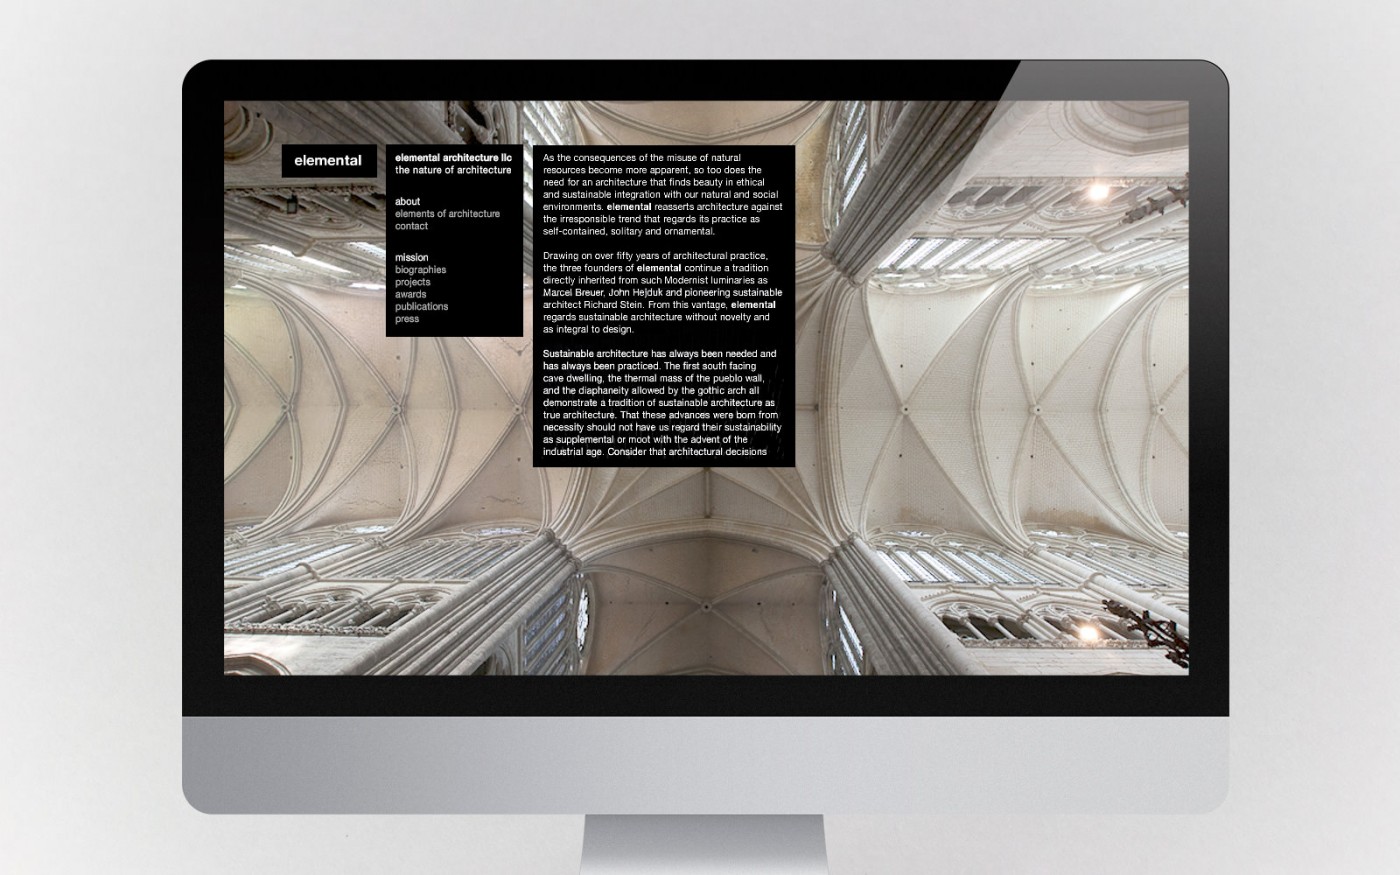 elemental
elemental architecture llc
the nature of architecture
about
elements of architecture
contact
mission
biographies
projects
awards
publications
press
As the consequences of the misuse of natural
resources become more apparent, so too does the
need for an architecture that finds beauty in ethical
and sustainable integration with our natural and social
environments. elemental reasserts architecture against
the irresponsible trend that regards its practice as
self-contained, solitary and ornamental.
Drawing on over fifty years of architectural practice,
the three founders of elemental continue a tradition
directly inherited from such Modernist luminaries as
Marcel Breuer, John Hejduk and pioneering sustainable
architect Richard Stein. From this vantage, elemental
regards sustainable architecture without novelty and
as integral to design.
Sustainable architecture has always been needed and
has always been practiced. The first south facing
cave dwelling, the thermal mass of the pueblo wall,
and the diaphaneity allowed by the gothic arch all
demonstrate a tradition of sustainable architecture as
true architecture. That these advances were born from
necessity should not have us regard their sustainability
as supplemental or moot with the advent of the
industrial age. Consider that architectural decisions